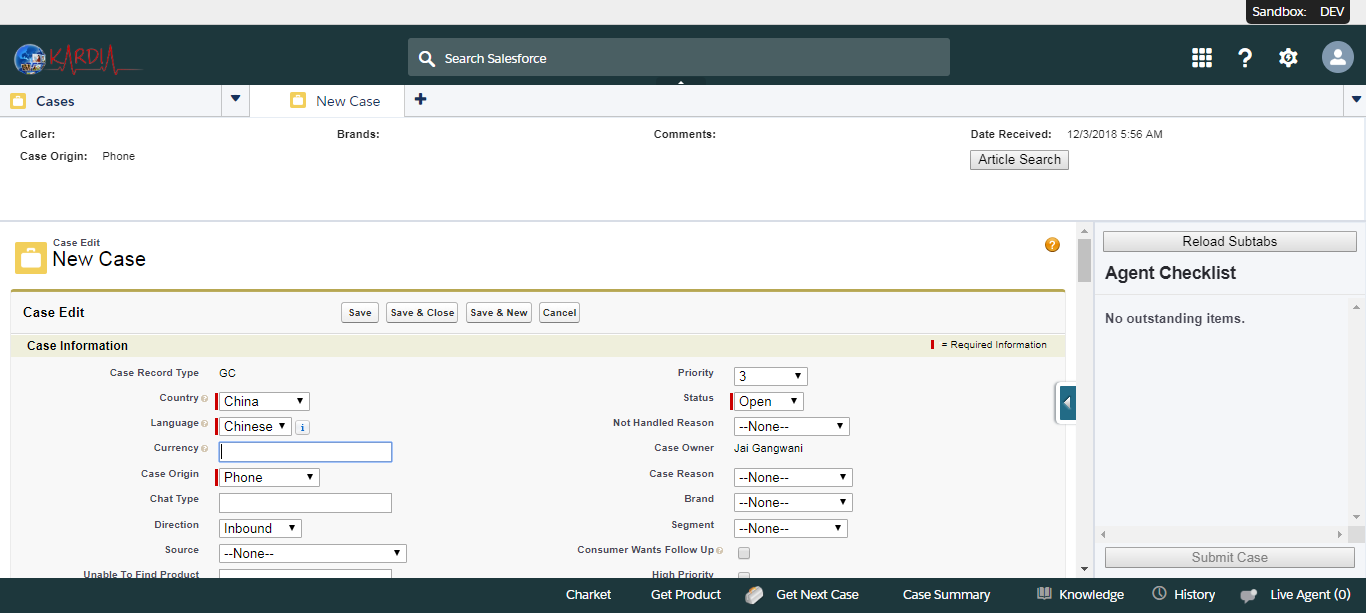 Sandbox: DEV
KARDIA
Search Salesforce
Cases
New Case
Caller:
Brands:
Comments:
Date Received: 12/3/2018 5:56 AM
Case Origin: Phone
Article Search
Case Edit
New Case
Reload Subtabs
Agent Checklist
No outstanding items.
Case Edit
Save
Save & Close
Save & New
Cancel
Case Information
= Required Information
Case Record Type GC
Priority 3
Country China
Status Open
Language Chinese
Not Handled Reason --None--
Currency
Case Owner Jai Gangwani
Case Origin Phone
Case Reason --None--
Chat Type
Brand --None--
Direction Inbound
Segment --None--
Source --None--
Consumer Wants Follow Up
Unable To Find Product
High Priority
Submit Case
Charket
Get Product
Get Next Case
Case Summary
Knowledge
History
Live Agent (0)